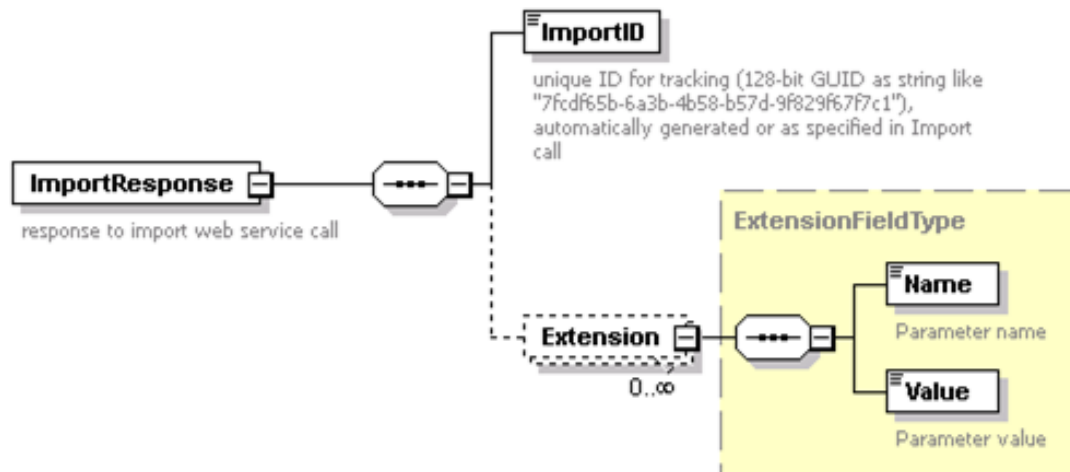 ImportID
unique ID for tracking (128-bit GUID as string like
"7fcdf65b-6a3b-4b58-b57d-9f829f67f7c1"),
automatically generated or as specified in Import
call
ImportResponse
response to import web service call
ExtensionFieldType
Name
Parameter name
Extension
0..∞
Value
Parameter value